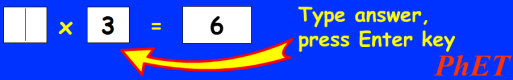 x 3 = 6
Type answer,
press Enter key
PhET